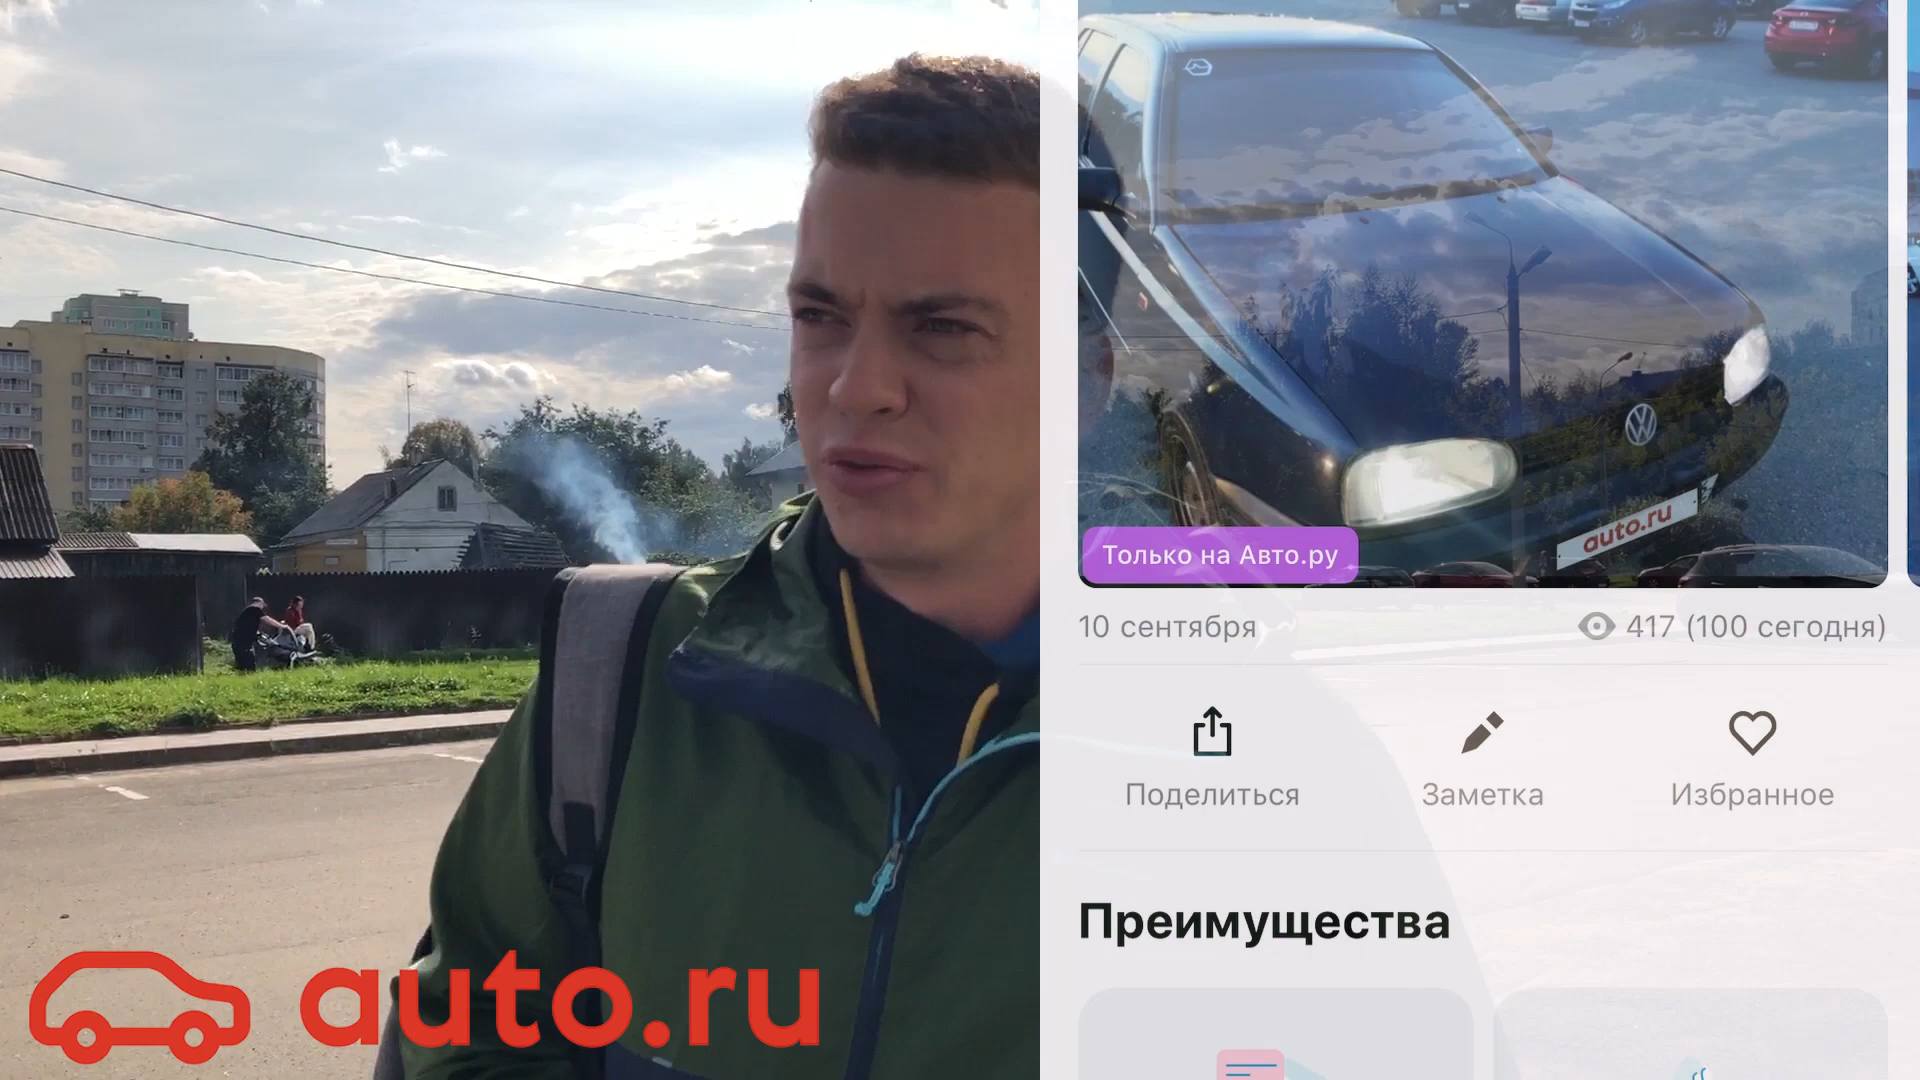 auto.ru
auto.ru
Только на Авто.ру
10 сентября
417 (100 сегодня)
Поделиться
Заметка
Избранное
Преимущества